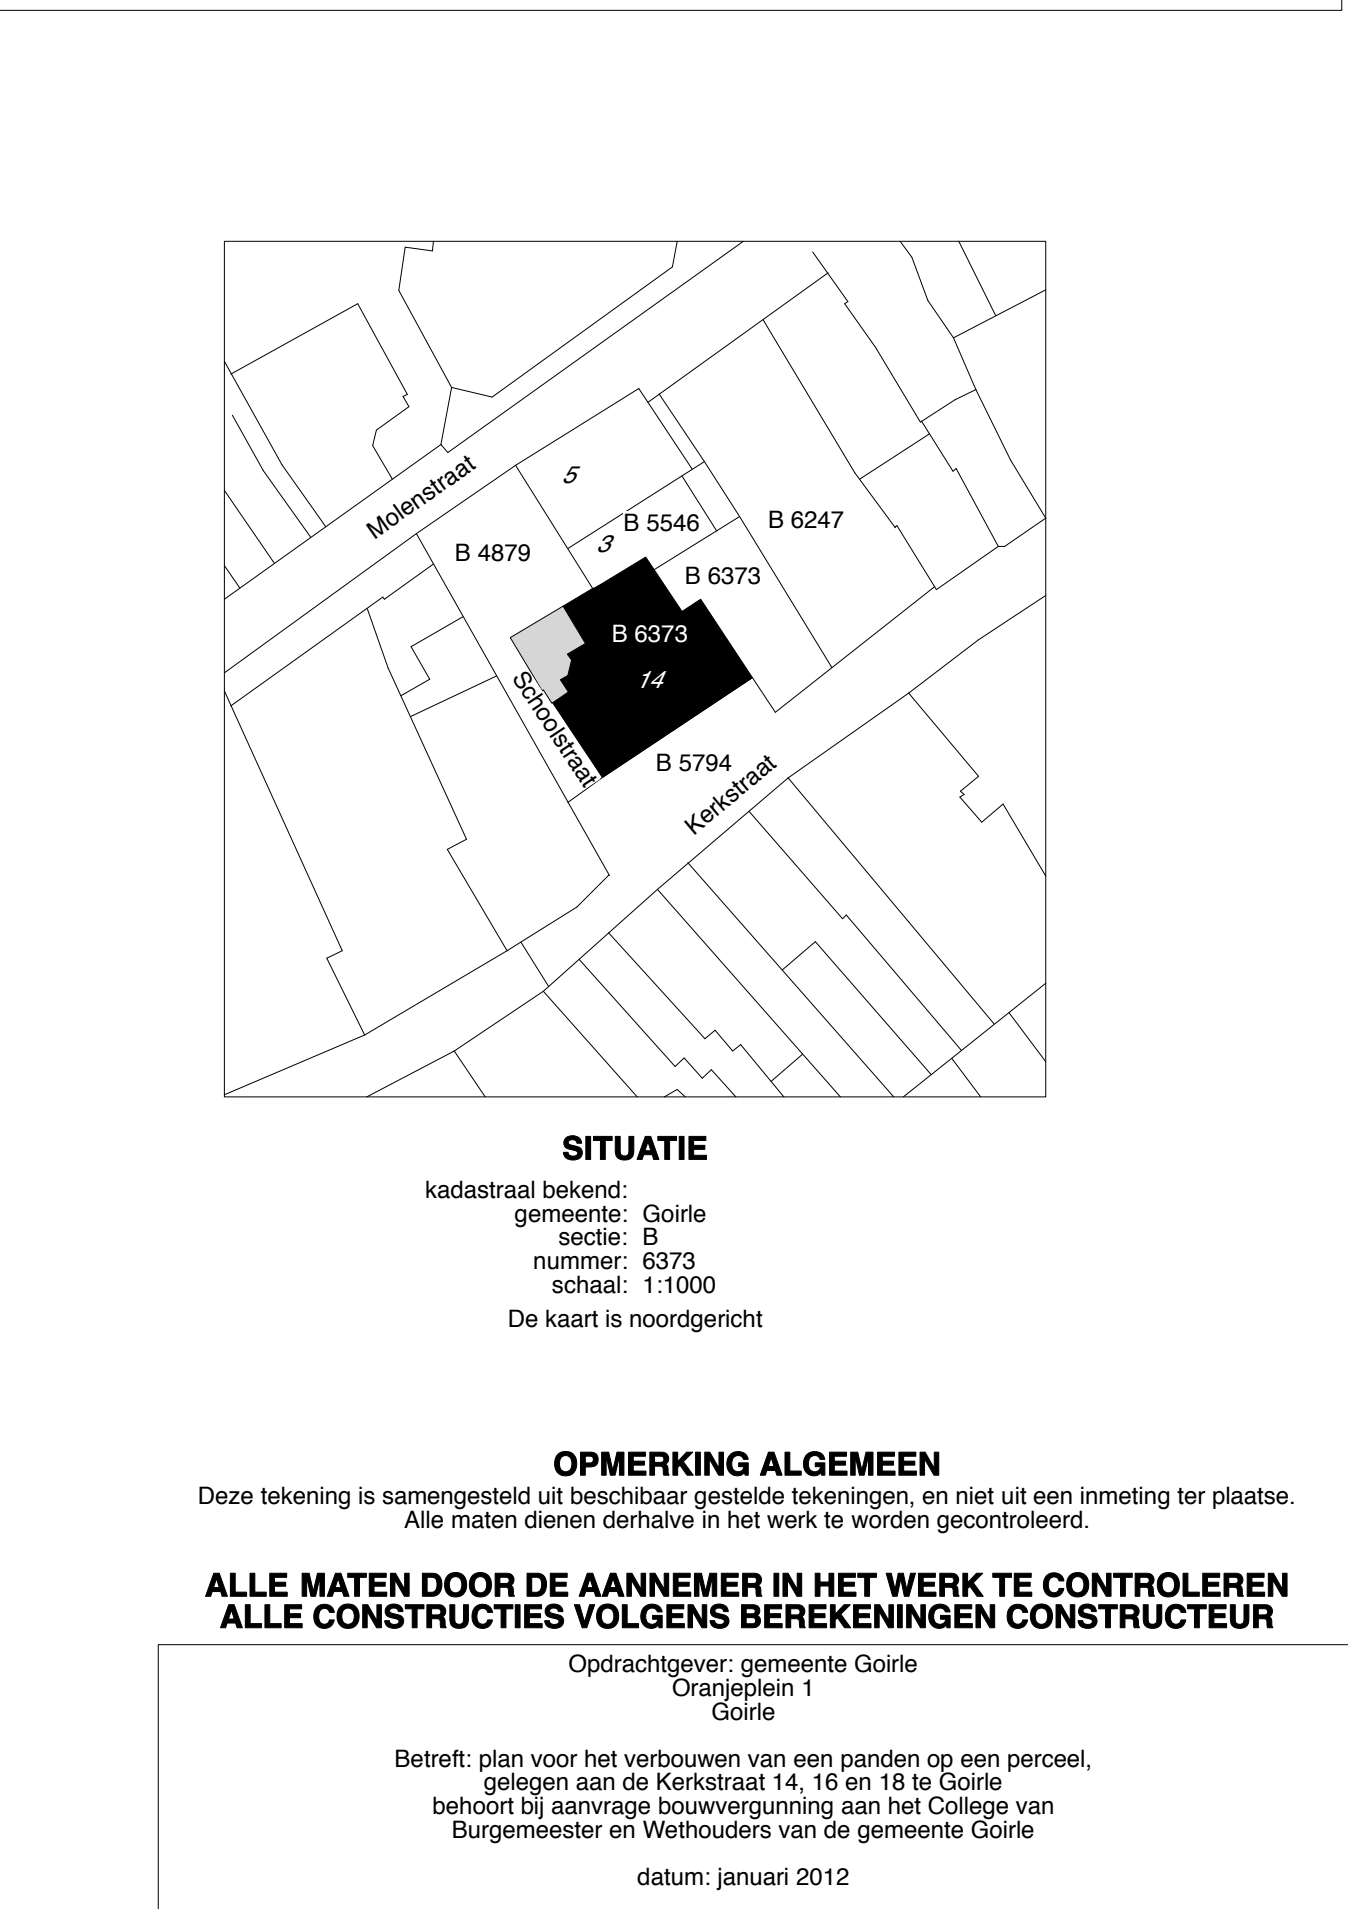 Molenstraat
5
B 5546
B 6247
3
B 4879
B 6373
B 6373
14
Schoolstraat
B 5794
Kerkstraat
SITUATIE
kadastraal bekend:
gemeente: Goirle
sectie: B
nummer: 6373
schaal: 1:1000
De kaart is noordgericht
OPMERKING ALGEMEEN
Deze tekening is samengesteld uit beschibaar gestelde tekeningen, en niet uit een inmeting ter plaatse.
Alle maten dienen derhalve in het werk te worden gecontroleerd.
ALLE MATEN DOOR DE AANNEMER IN HET WERK TE CONTROLEREN
ALLE CONSTRUCTIES VOLGENS BEREKENINGEN CONSTRUCTEUR
Opdrachtgever: gemeente Goirle
Oranjeplein 1
Goirle
Betreft: plan voor het verbouwen van een panden op een perceel,
gelegen aan de Kerkstraat 14, 16 en 18 te Goirle
behoort bij aanvrage bouwvergunning aan het College van
Burgemeester en Wethouders van de gemeente Goirle
datum: januari 2012